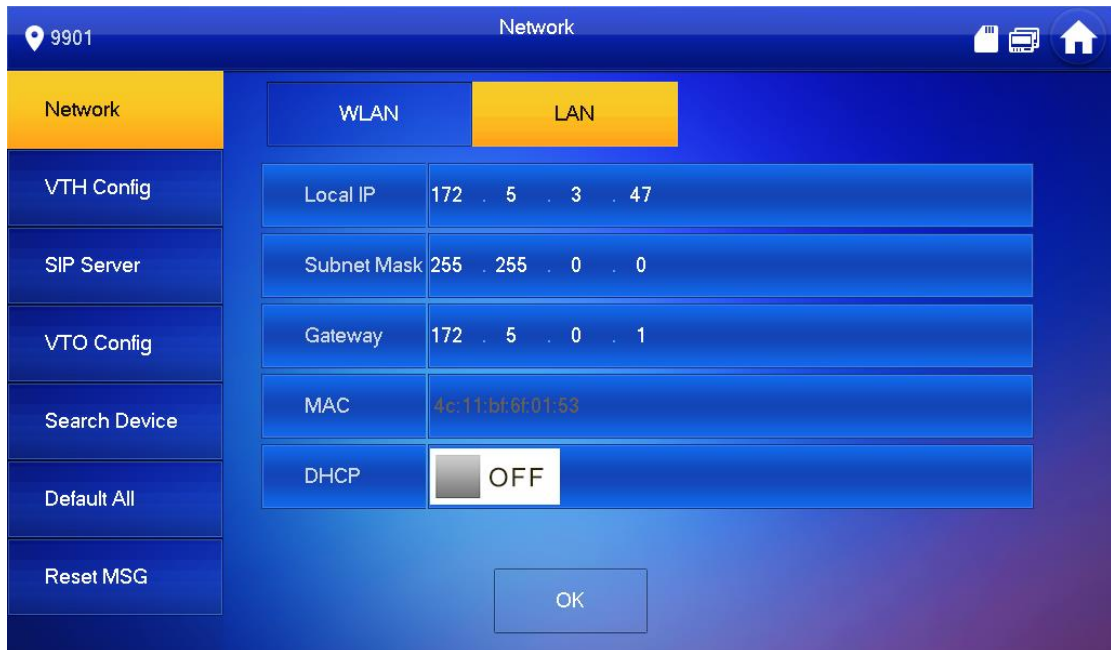 9901
Network
Network
VTH Config
SIP Server
VTO Config
Search Device
Default All
Reset MSG
WLAN
LAN
Local IP 172 . 5 . 3 . 47
Subnet Mask 255 . 255 . 0 . 0
Gateway 172 . 5 . 0 . 1
MAC 4c:11:bf:6f:01:53
DHCP OFF
OK